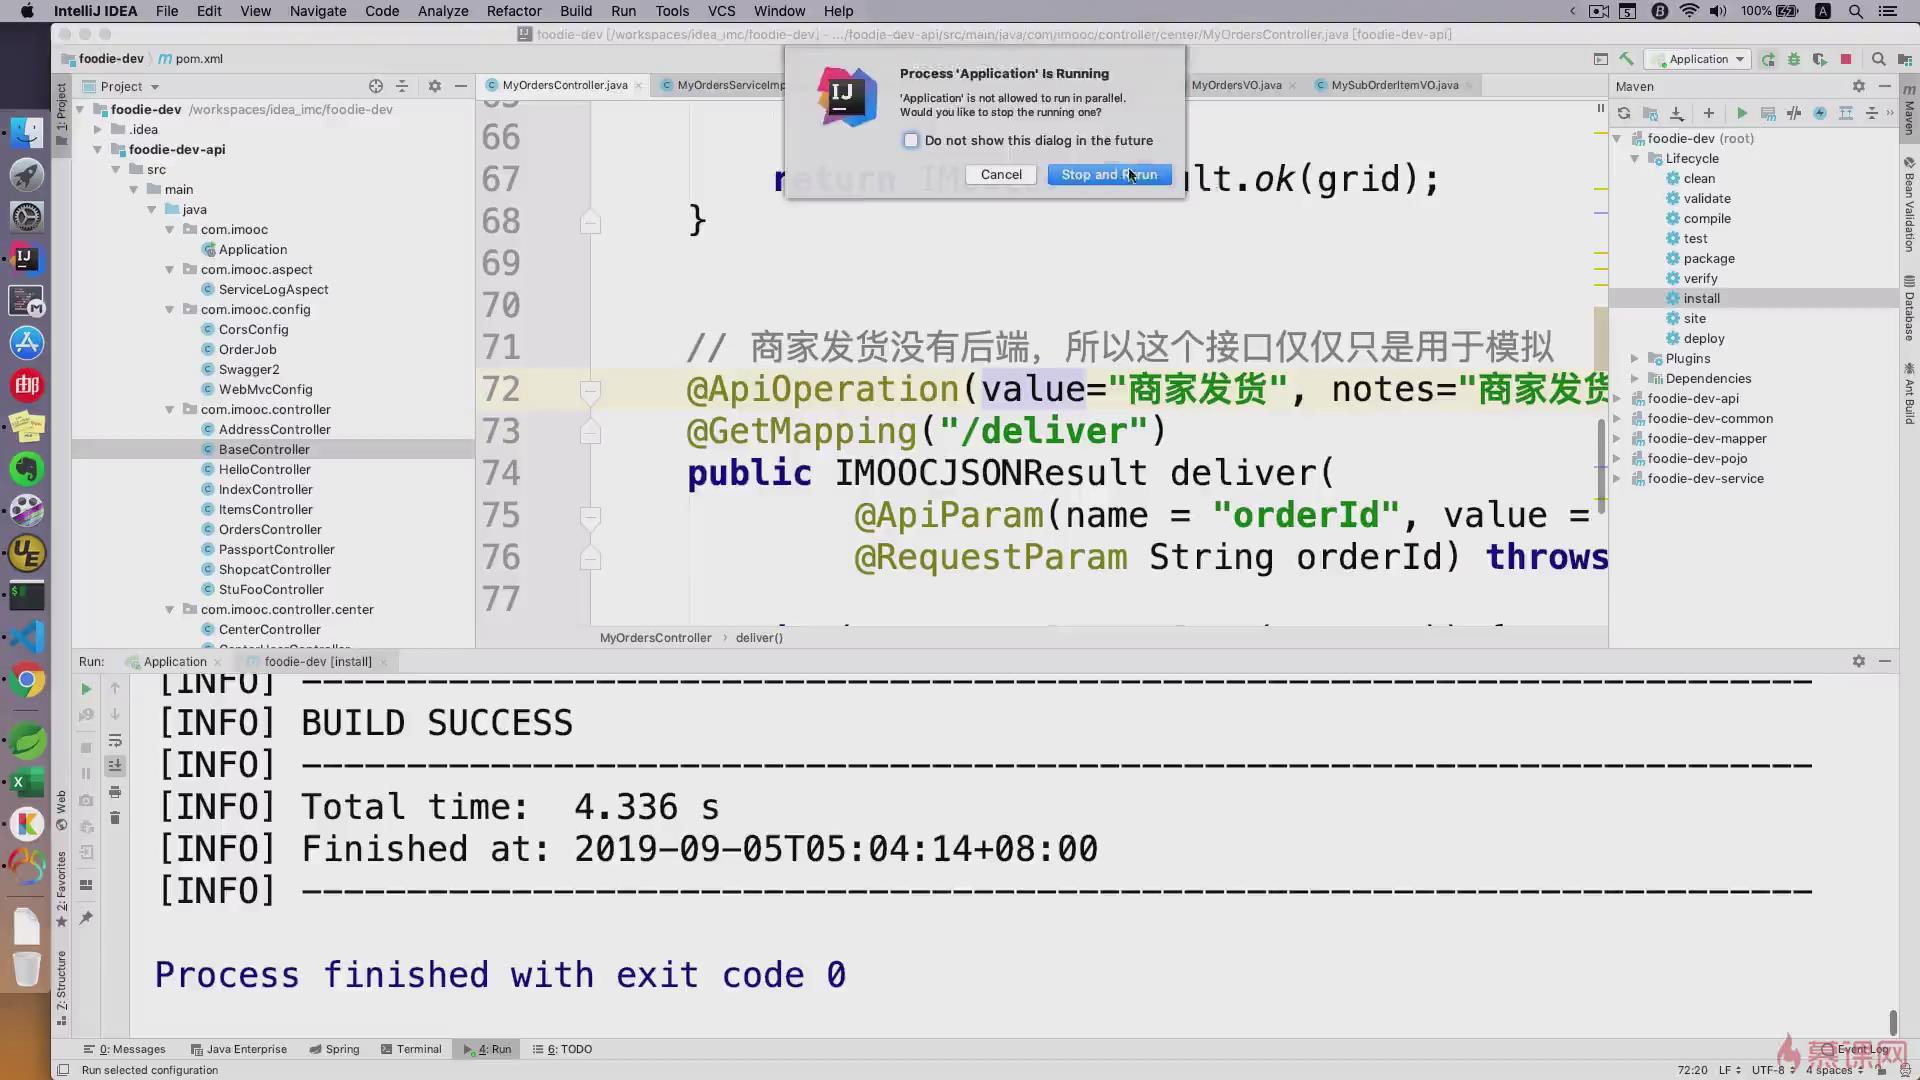 IntelliJ IDEA File Edit View Navigate Code Analyze Refactor Build Run Tools VCS Window Help 100%
foodie-dev [/workspaces/idea_imc/foodie-dev] - .../foodie-dev-api/src/main/java/com/imooc/controller/center/MyOrdersController.java [foodie-dev-api]
foodie-dev pom.xml
Application
Process 'Application' Is Running
'Application' is not allowed to run in parallel.
Would you like to stop the running one?
Do not show this dialog in the future
Cancel
Project
MyOrdersController.java
MyOrdersServiceImp
MyOrdersVO.java
MySubOrderItemVO.java
foodie-dev /workspaces/idea_imc/foodie-dev
.idea
foodie-dev-api
src
main
java
com.imooc
Application
com.imooc.aspect
ServiceLogAspect
com.imooc.config
CorsConfig
OrderJob
Swagger2
WebMvcConfig
com.imooc.controller
AddressController
BaseController
HelloController
IndexController
ItemsController
OrdersController
PassportController
ShopcatController
StuFooController
com.imooc.controller.center
CenterController
66
67 ult.ok(grid);
68 }
69
70
71 // 商家发货没有后端，所以这个接口仅仅只是用于模拟
72 @ApiOperation(value="商家发货", notes="商家发货
73 @GetMapping("/deliver")
74 public IMOOCJSONResult deliver(
75 @ApiParam(name = "orderId", value =
76 @RequestParam String orderId) throws
77
MyOrdersController › deliver()
Maven
foodie-dev (root)
Lifecycle
clean
validate
compile
test
package
verify
install
site
deploy
Plugins
Dependencies
foodie-dev-api
foodie-dev-common
foodie-dev-mapper
foodie-dev-pojo
foodie-dev-service
1: Project
Maven
Bean Validation
Database
Ant Build
Run: Application foodie-dev [install]
[INFO] ------------------------------------------------------------------------
[INFO] BUILD SUCCESS
[INFO] ------------------------------------------------------------------------
[INFO] Total time:  4.336 s
[INFO] Finished at: 2019-09-05T05:04:14+08:00
[INFO] ------------------------------------------------------------------------
Process finished with exit code 0
Web
2: Favorites
7: Structure
0: Messages Java Enterprise Spring Terminal 4: Run 6: TODO Event Log
Run selected configuration 72:20 LF UTF-8 4 spaces
慕课网